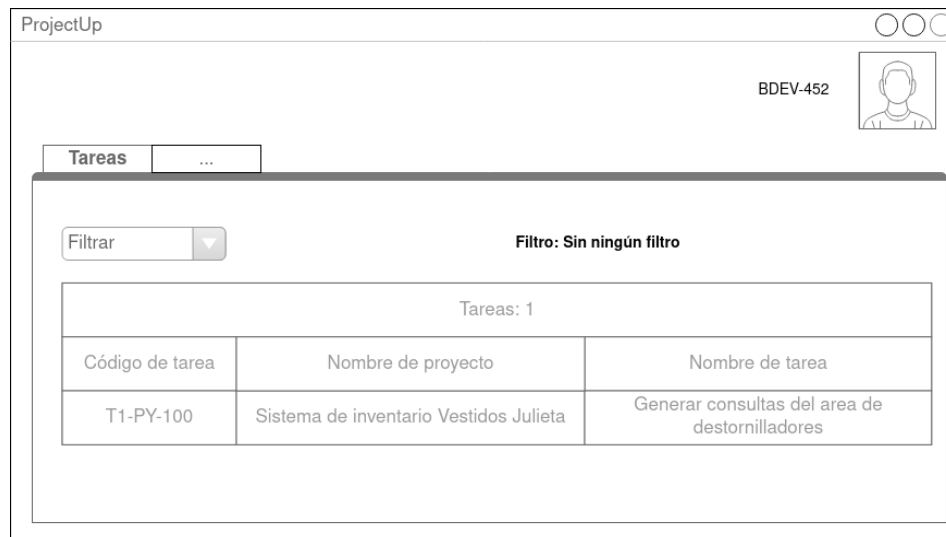 ProjectUp
BDEV-452
Tareas
...
Filtrar
Filtro: Sin ningún filtro
Tareas: 1
Código de tarea
Nombre de proyecto
Nombre de tarea
T1-PY-100
Sistema de inventario Vestidos Julieta
Generar consultas del area de
destornilladores